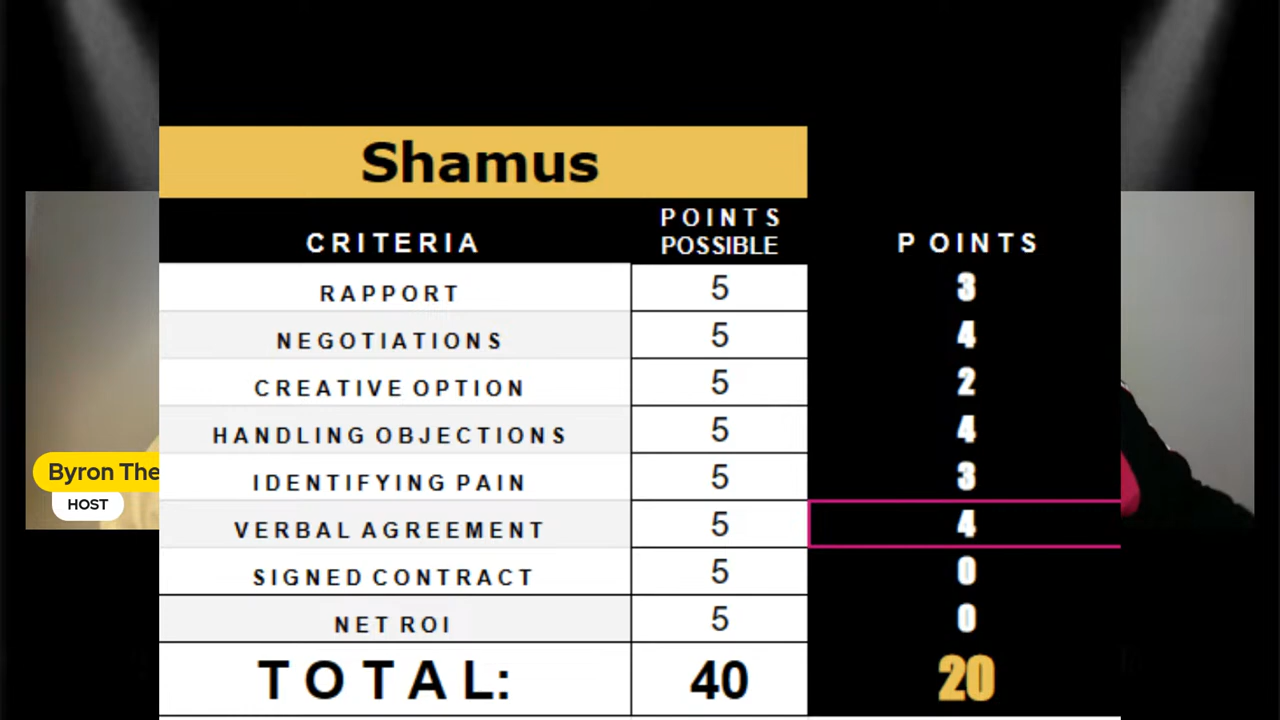 Shamus
CRITERIA POINTS POSSIBLE POINTS
RAPPORT 5 3
NEGOTIATIONS 5 4
CREATIVE OPTION 5 2
HANDLING OBJECTIONS 5 4
IDENTIFYING PAIN 5 3
VERBAL AGREEMENT 5 4
SIGNED CONTRACT 5 0
NET ROI 5 0
TOTAL: 40 20
Byron The
HOST